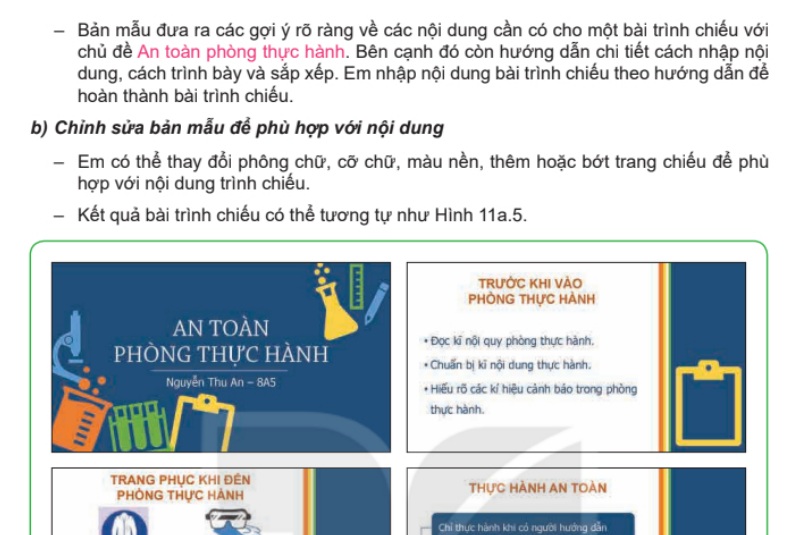 – Bản mẫu đưa ra các gợi ý rõ ràng về các nội dung cần có cho một bài trình chiếu với
chủ đề An toàn phòng thực hành. Bên cạnh đó còn hướng dẫn chi tiết cách nhập nội
dung, cách trình bày và sắp xếp. Em nhập nội dung bài trình chiếu theo hướng dẫn để
hoàn thành bài trình chiếu.
b) Chỉnh sửa bản mẫu để phù hợp với nội dung
– Em có thể thay đổi phông chữ, cỡ chữ, màu nền, thêm hoặc bớt trang chiếu để phù
hợp với nội dung trình chiếu.
– Kết quả bài trình chiếu có thể tương tự như Hình 11a.5.
AN TOÀN
PHÒNG THỰC HÀNH
Nguyễn Thu An – 8A5
TRƯỚC KHI VÀO
PHÒNG THỰC HÀNH
• Đọc kĩ nội quy phòng thực hành.
• Chuẩn bị kĩ nội dung thực hành.
• Hiểu rõ các kí hiệu cảnh báo trong phòng
thực hành.
TRANG PHỤC KHI ĐẾN
PHÒNG THỰC HÀNH
THỰC HÀNH AN TOÀN
Chỉ thực hành khi có người hướng dẫn